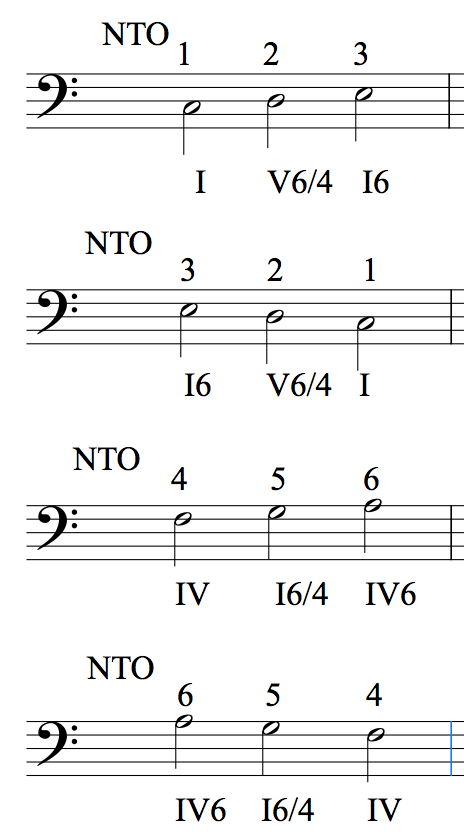 NTO
1 2 3
I V6/4 I6
NTO
3 2 1
I6 V6/4 I
NTO
4 5 6
IV I6/4 IV6
NTO
6 5 4
IV6 I6/4 IV